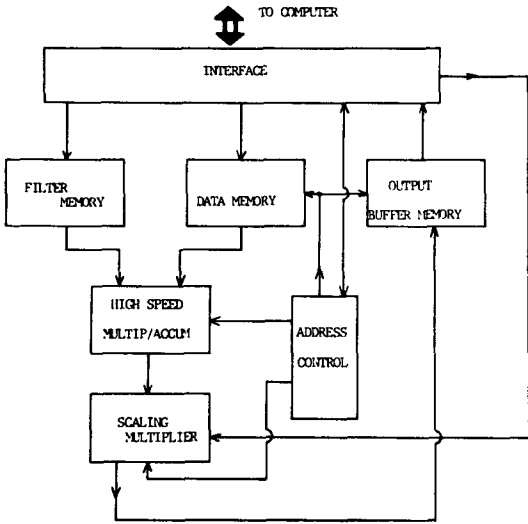 TO COMPUTER
INTERFACE
FILTER
MEMORY
DATA MEMORY
OUTPUT
BUFFER MEMORY
HIGH SPEED
MULTIP/ACCUM
ADDRESS
CONTROL
SCALING
MULTIPLIER